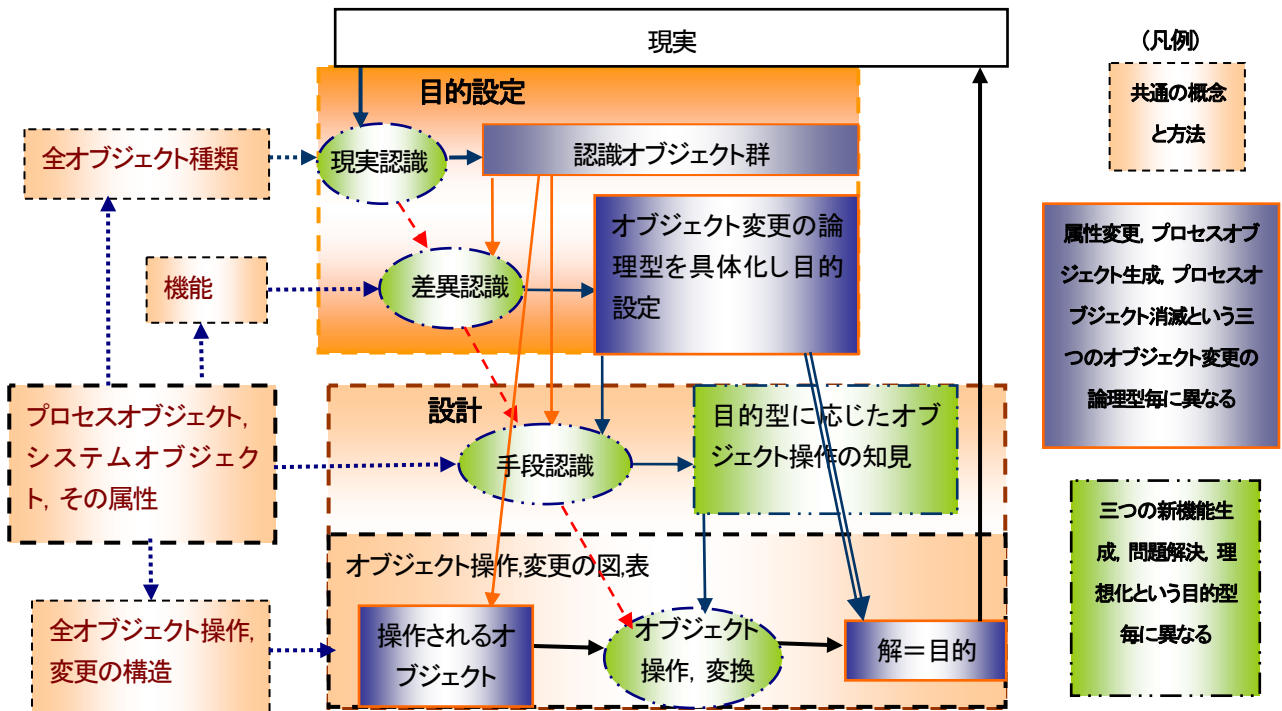 現実
(凡例)
共通の概念
と方法
目的設定
全オブジェクト種類
現実認識
認識オブジェクト群
オブジェクト変更の論
理型を具体化し目的
設定
属性変更, プロセスオブ
ジェクト生成, プロセスオ
ブジェクト消滅という三
つのオブジェクト変更の
論理型毎に異なる
機能
差異認識
プロセスオブジェクト,
システムオブジェク
ト, その属性
設計
手段認識
目的型に応じたオブ
ジェクト操作の知見
三つの新機能生
成, 問題解決, 理
想化という目的型
毎に異なる
オブジェクト操作,変更の図,表
全オブジェクト操作,
変更の構造
操作されるオ
ブジェクト
オブジェクト
操作, 変換
解＝目的